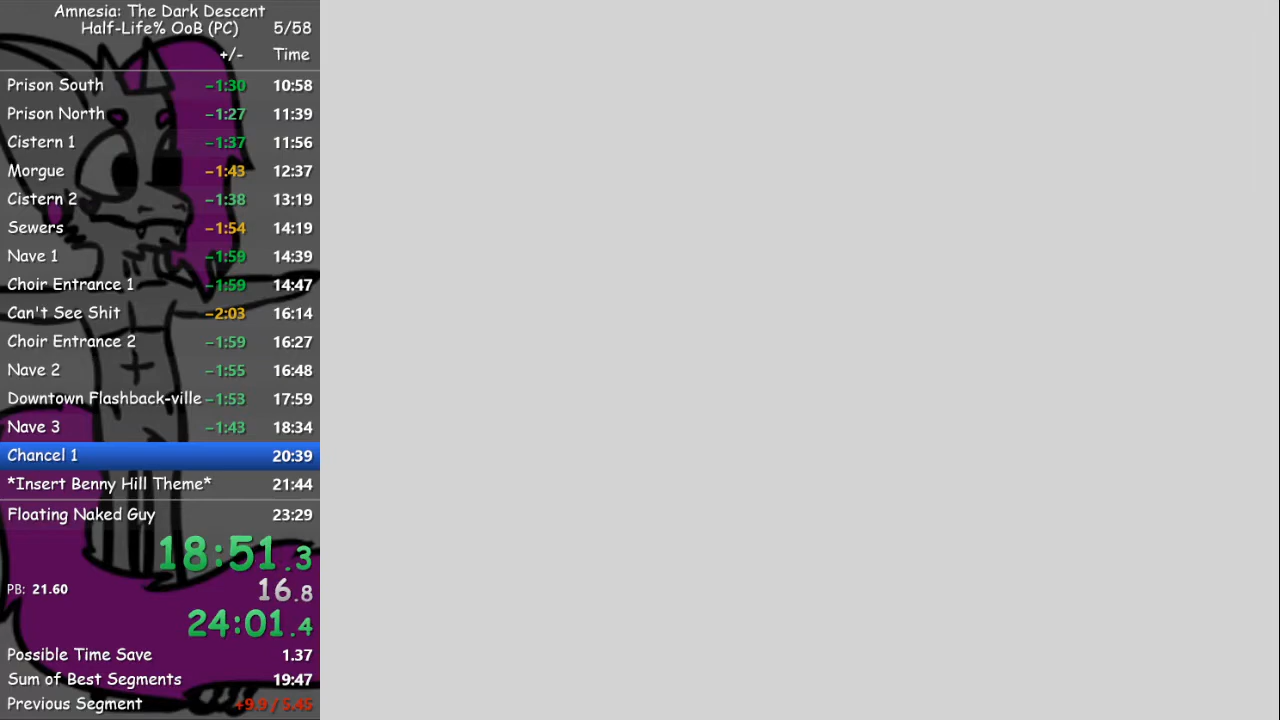 Amnesia: The Dark Descent
Half-Life% OoB (PC) 5/58
+/- Time
Prison South −1:30 10:58
Prison North −1:27 11:39
Cistern 1 −1:37 11:56
Morgue −1:43 12:37
Cistern 2 −1:38 13:19
Sewers −1:54 14:19
Nave 1 −1:59 14:39
Choir Entrance 1 −1:59 14:47
Can't See Shit −2:03 16:14
Choir Entrance 2 −1:59 16:27
Nave 2 −1:55 16:48
Downtown Flashback-ville −1:53 17:59
Nave 3 −1:43 18:34
Chancel 1 20:39
*Insert Benny Hill Theme* 21:44
Floating Naked Guy 23:29
18:51.3
PB: 21.60 16.8
24:01.4
Possible Time Save 1.37
Sum of Best Segments 19:47
Previous Segment +9.9 / 5.45